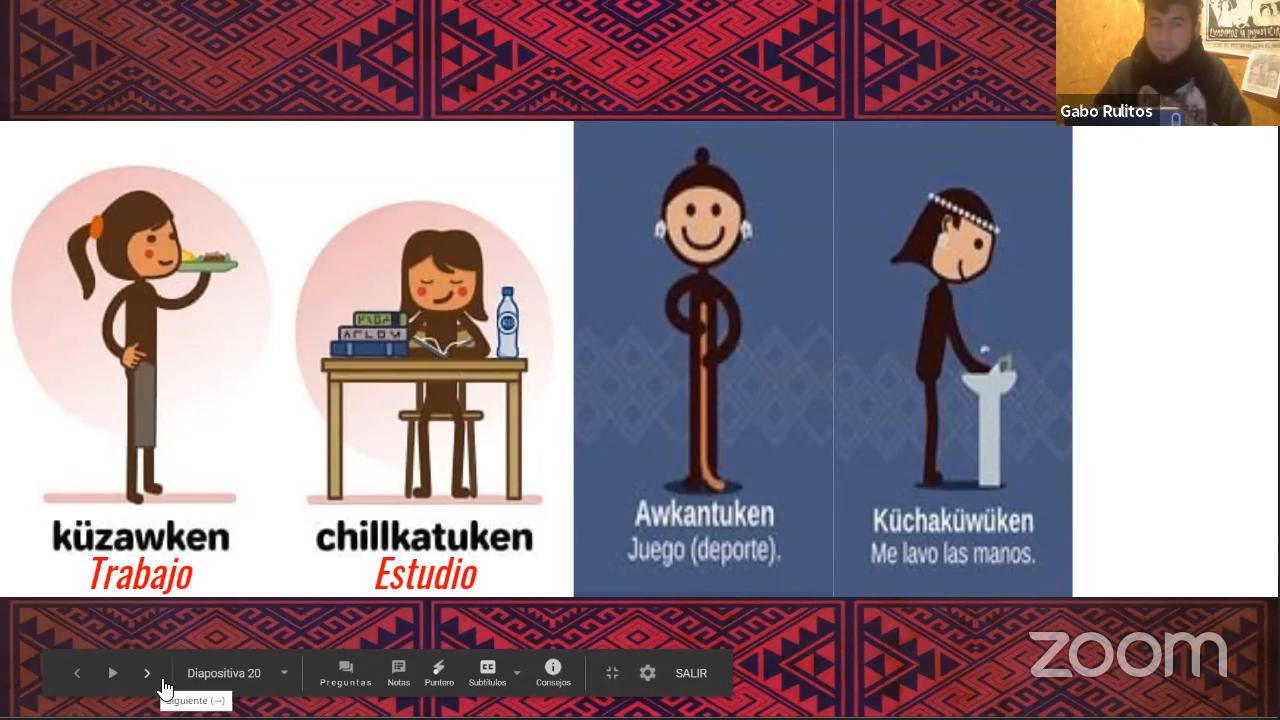 Gabo Rulitos
küzawken
Trabajo
chillkatuken
Estudio
Awkantuken
Juego (deporte).
Küchaküwüken
Me lavo las manos.
zoom
Diapositiva 20
Preguntas
Notas
Puntero
Subtítulos
Consejos
SALIR
Siguiente (→)